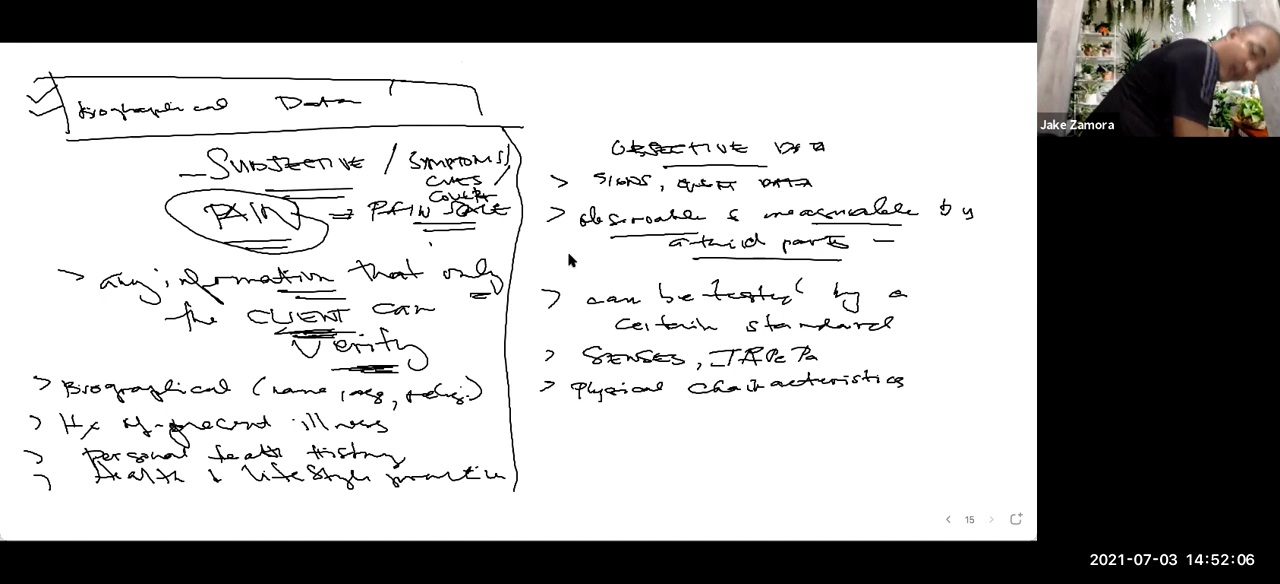 Biographical Data
- SUBJECTIVE / SYMPTOMS /
CUES /
COVERT
PAIN => PAIN SCALE
> any information that only
the CLIENT can
Verify
> Biographical (name, age, relig.)
> Hx of present illness
> Personal health history
> Health & lifestyle practice
OBJECTIVE DATA
> SIGNS, OVERT DATA
> observable & measurable by
a third party -
> can be tested by a
certain standard
> SENSES, IAPePa
> Physical characteristics
Jake Zamora
15
2021-07-03 14:52:06